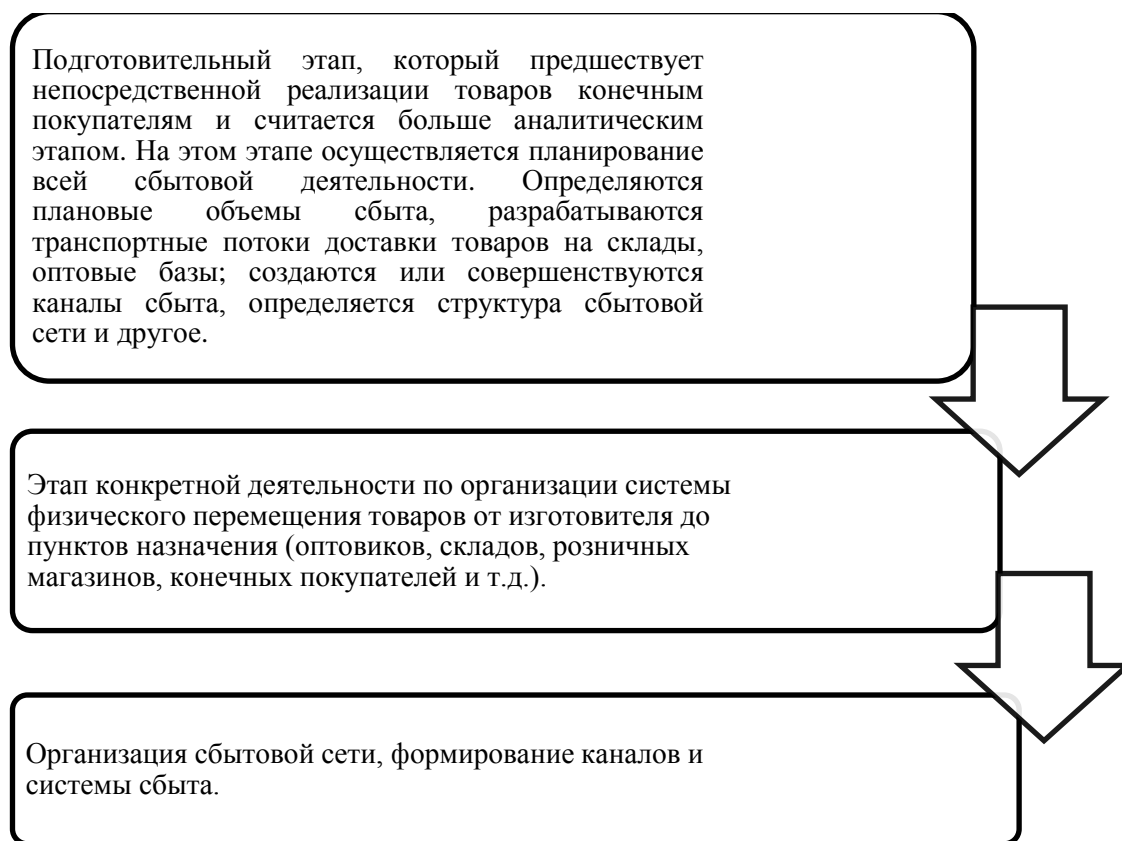 Подготовительный этап, который предшествует
непосредственной реализации товаров конечным
покупателям и считается больше аналитическим
этапом. На этом этапе осуществляется планирование
всей сбытовой деятельности. Определяются
плановые объемы сбыта, разрабатываются
транспортные потоки доставки товаров на склады,
оптовые базы; создаются или совершенствуются
каналы сбыта, определяется структура сбытовой
сети и другое.
Этап конкретной деятельности по организации системы
физического перемещения товаров от изготовителя до
пунктов назначения (оптовиков, складов, розничных
магазинов, конечных покупателей и т.д.).
Организация сбытовой сети, формирование каналов и
системы сбыта.